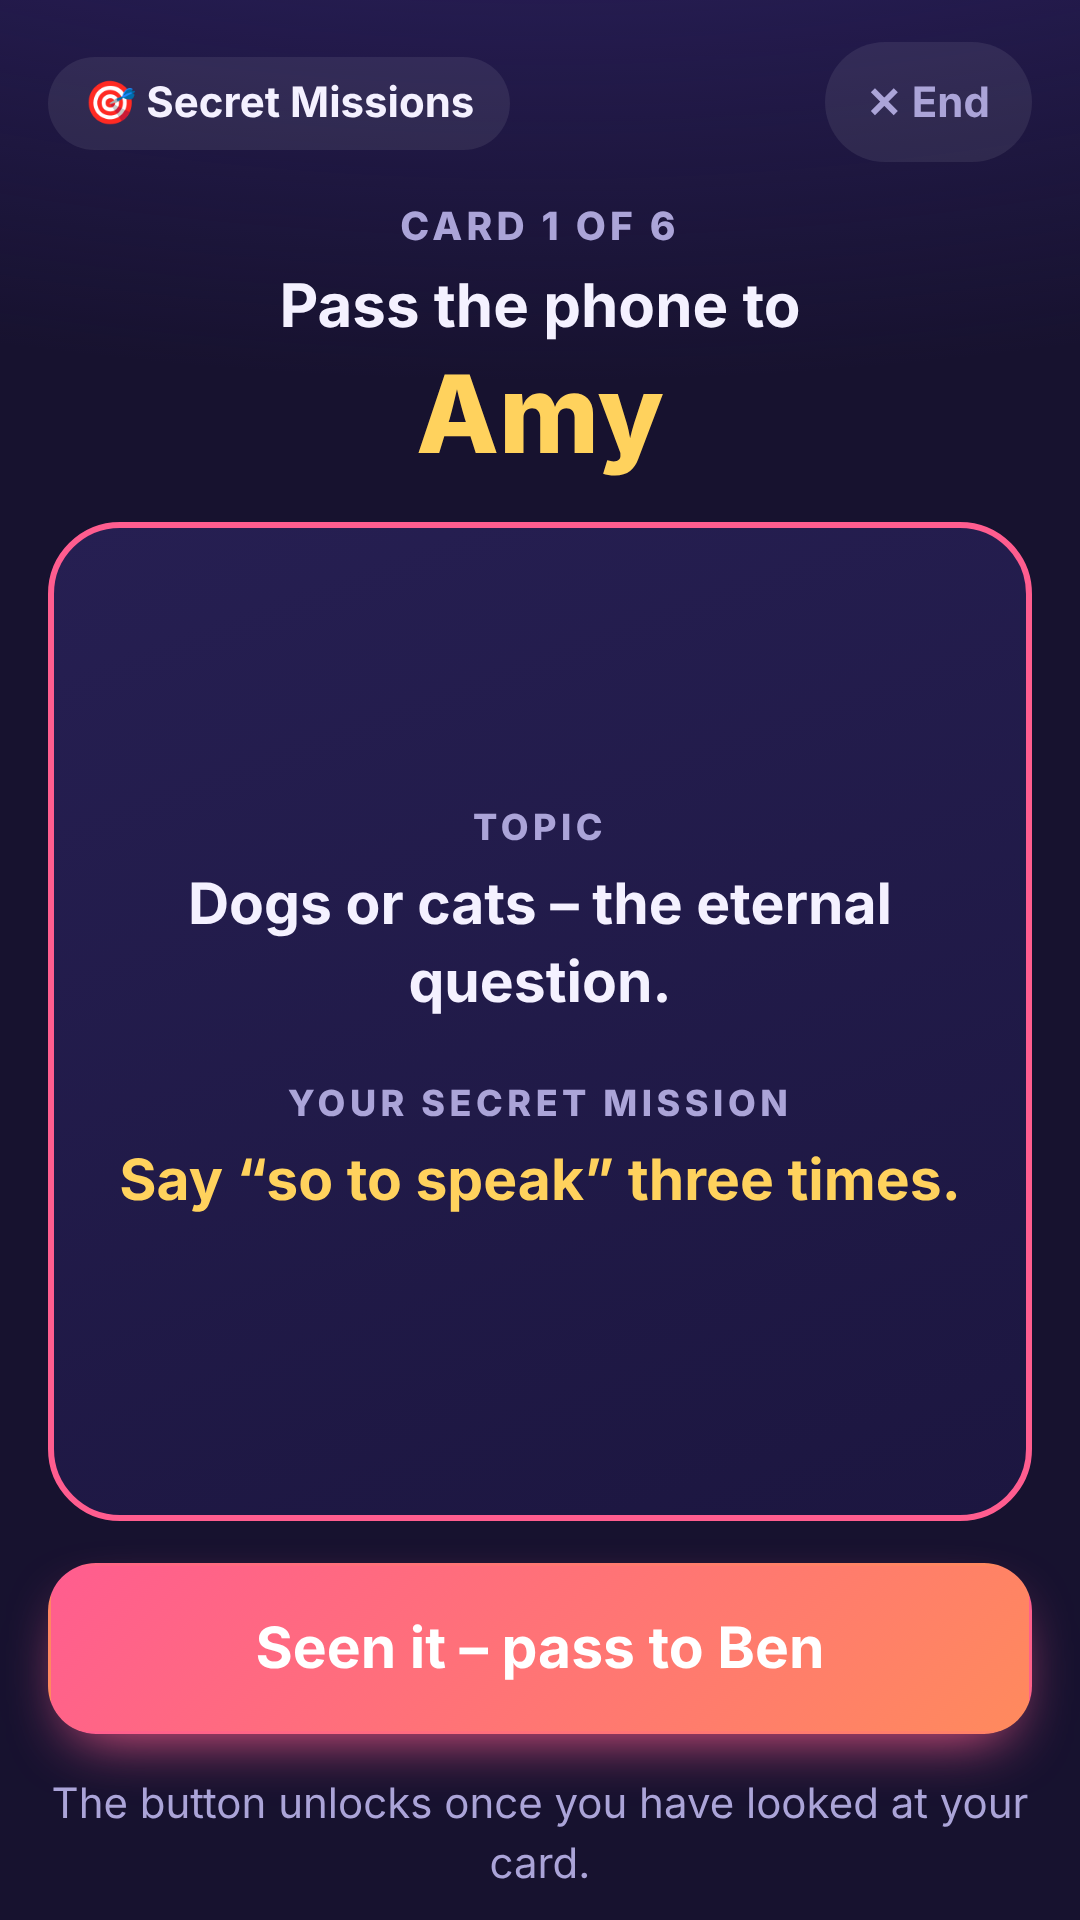 🎯 Secret Missions
✕ End
CARD 1 OF 6
Pass the phone to
Amy
TOPIC
Dogs or cats – the eternal
question.
YOUR SECRET MISSION
Say “so to speak” three times.
Seen it – pass to Ben
The button unlocks once you have looked at your
card.